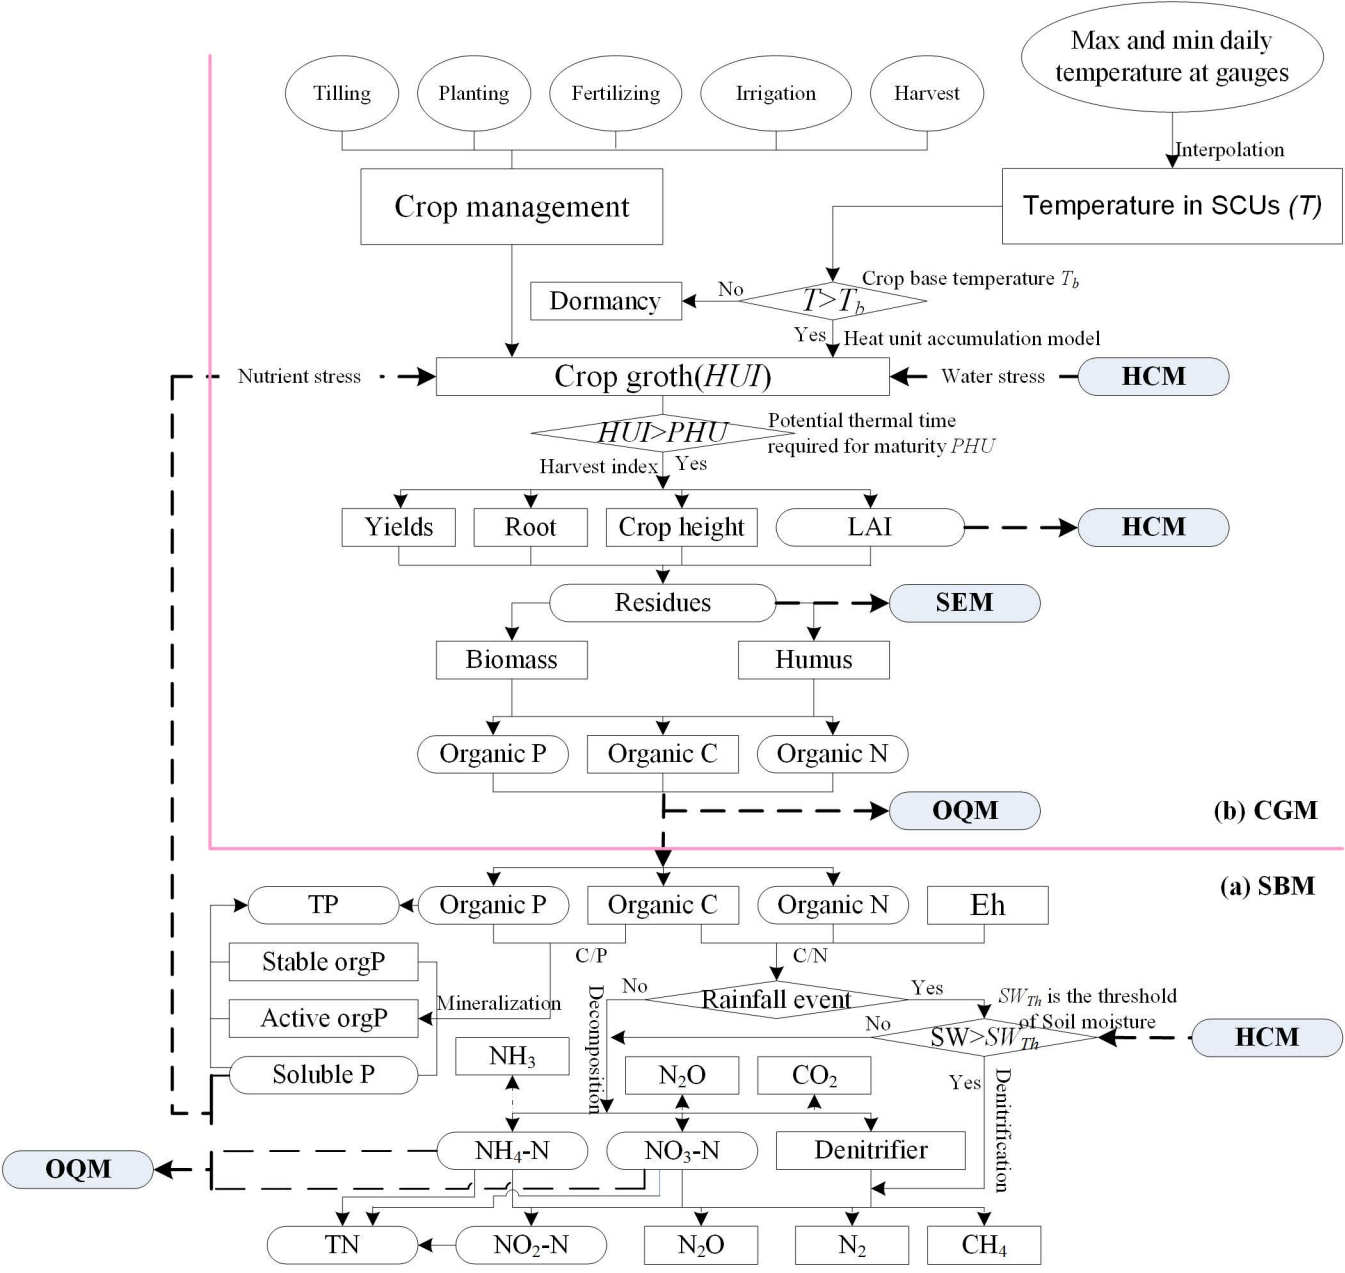 Max and min daily
temperature at gauges
Tilling
Planting
Fertilizing
Irrigation
Harvest
Interpolation
Crop management
Temperature in SCUs (T)
Crop base temperature T_b
Dormancy
No
T>T_b
Yes
Heat unit accumulation model
Nutrient stress
Crop groth(HUI)
Water stress
HCM
HUI>PHU
Potential thermal time
required for maturity PHU
Harvest index
Yes
Yields
Root
Crop height
LAI
HCM
Residues
SEM
Biomass
Humus
Organic P
Organic C
Organic N
OQM
(b) CGM
(a) SBM
TP
Organic P
Organic C
Organic N
Eh
C/P
C/N
Stable orgP
Mineralization
Active orgP
Soluble P
Decomposition
No
Rainfall event
Yes
SW_Th is the threshold
of Soil moisture
No
SW>SW_Th
HCM
Yes
Denitrification
NH₃
N₂O
CO₂
NH₄-N
NO₃-N
Denitrifier
OQM
TN
NO₂-N
N₂O
N₂
CH₄